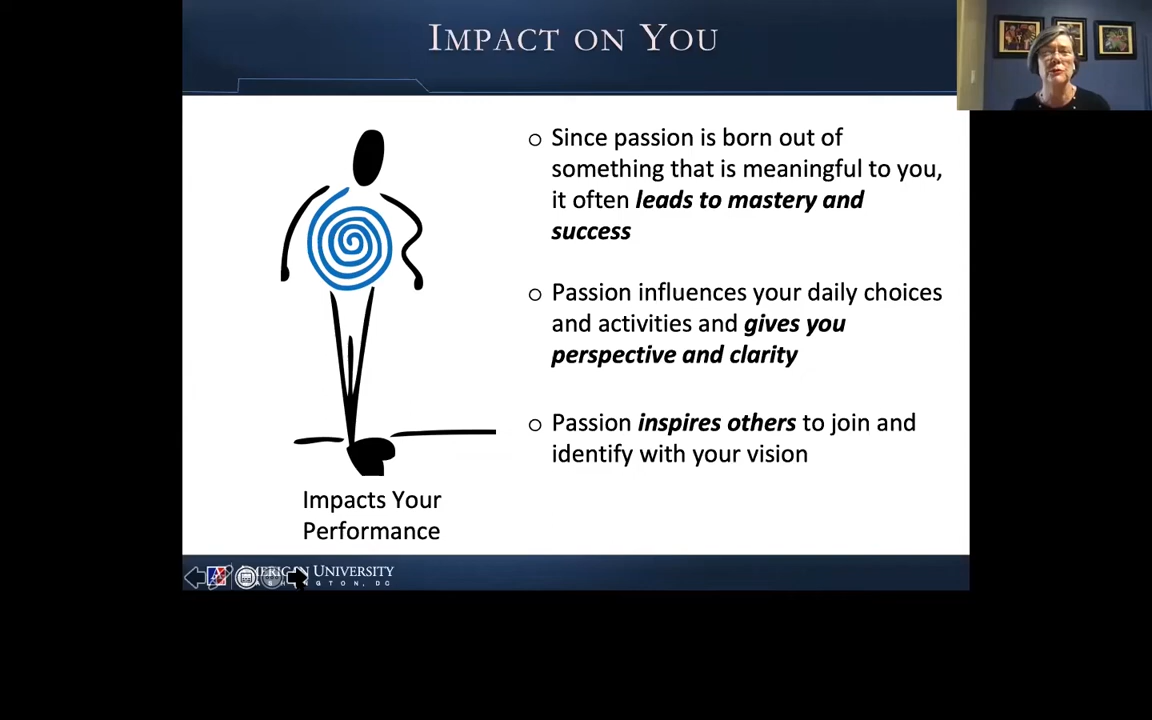 IMPACT ON YOU
Since passion is born out of
something that is meaningful to you,
it often leads to mastery and
success
Passion influences your daily choices
and activities and gives you
perspective and clarity
Passion inspires others to join and
identify with your vision
Impacts Your
Performance
UNIVERSITY